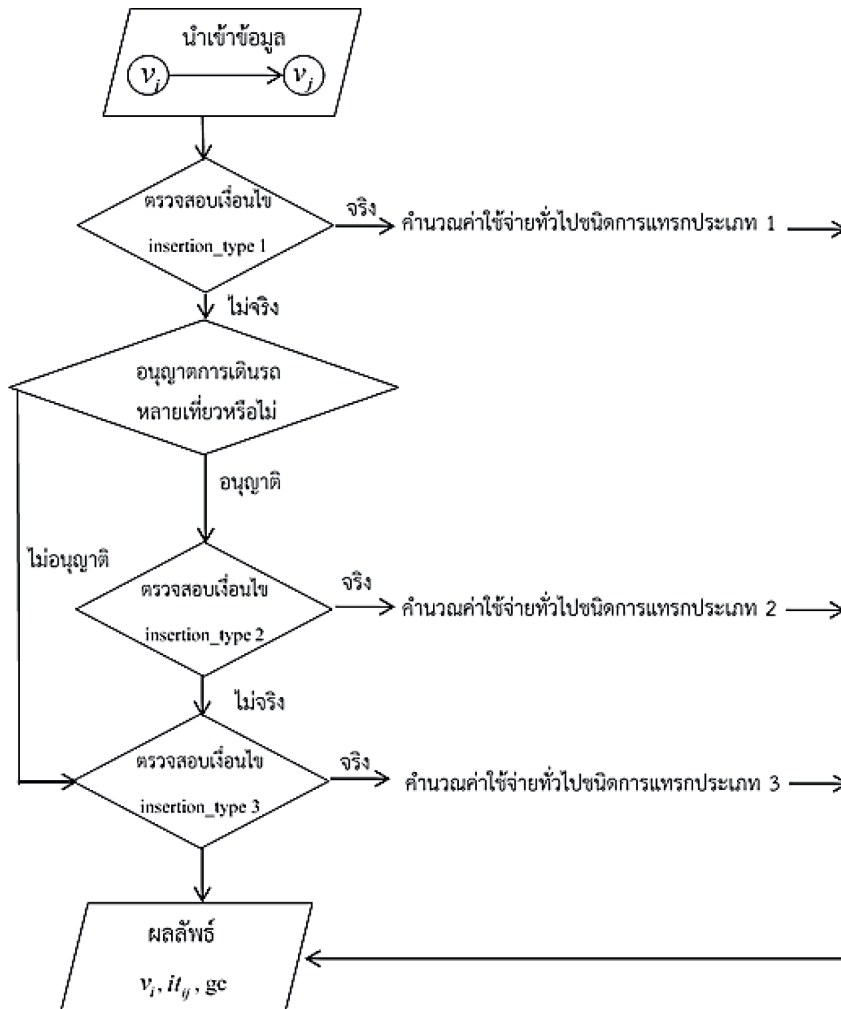 นำเข้าข้อมูล
v_i v_j
ตรวจสอบเงื่อนไข
insertion_type 1
จริง
คำนวณค่าใช้จ่ายทั่วไปชนิดการแทรกประเภท 1
ไม่จริง
อนุญาตการเดินรถ
หลายเที่ยวหรือไม่
อนุญาติ
ไม่อนุญาติ
ตรวจสอบเงื่อนไข
insertion_type 2
จริง
คำนวณค่าใช้จ่ายทั่วไปชนิดการแทรกประเภท 2
ไม่จริง
ตรวจสอบเงื่อนไข
insertion_type 3
จริง
คำนวณค่าใช้จ่ายทั่วไปชนิดการแทรกประเภท 3
ผลลัพธ์
v_i, it_ij, gc